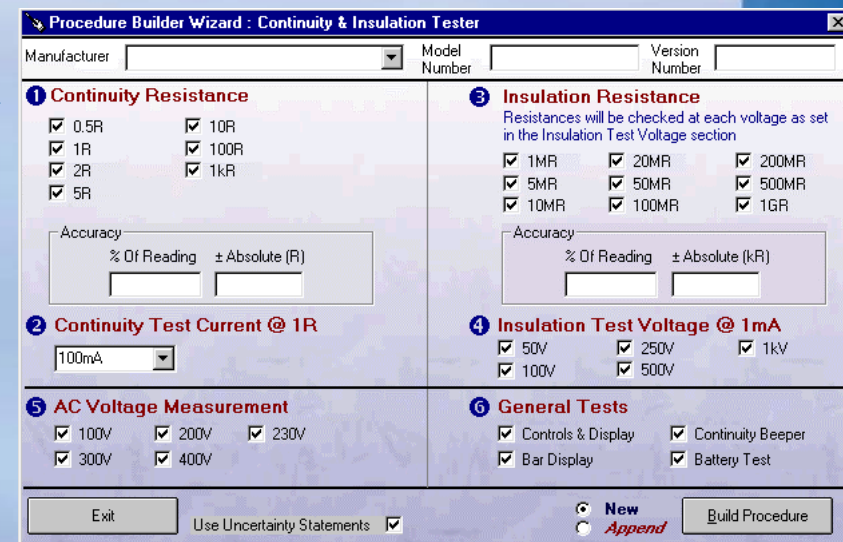 Procedure Builder Wizard : Continuity & Insulation Tester
Manufacturer
Model Number
Version Number
1 Continuity Resistance
0.5R 10R
1R 100R
2R 1kR
5R
Accuracy
% Of Reading ± Absolute (R)
2 Continuity Test Current @ 1R
100mA
3 Insulation Resistance
Resistances will be checked at each voltage as set
in the Insulation Test Voltage section
1MR 20MR 200MR
5MR 50MR 500MR
10MR 100MR 1GR
Accuracy
% Of Reading ± Absolute (kR)
4 Insulation Test Voltage @ 1mA
50V 250V 1kV
100V 500V
5 AC Voltage Measurement
100V 200V 230V
300V 400V
6 General Tests
Controls & Display Continuity Beeper
Bar Display Battery Test
Exit
Use Uncertainty Statements
New
Append
Build Procedure